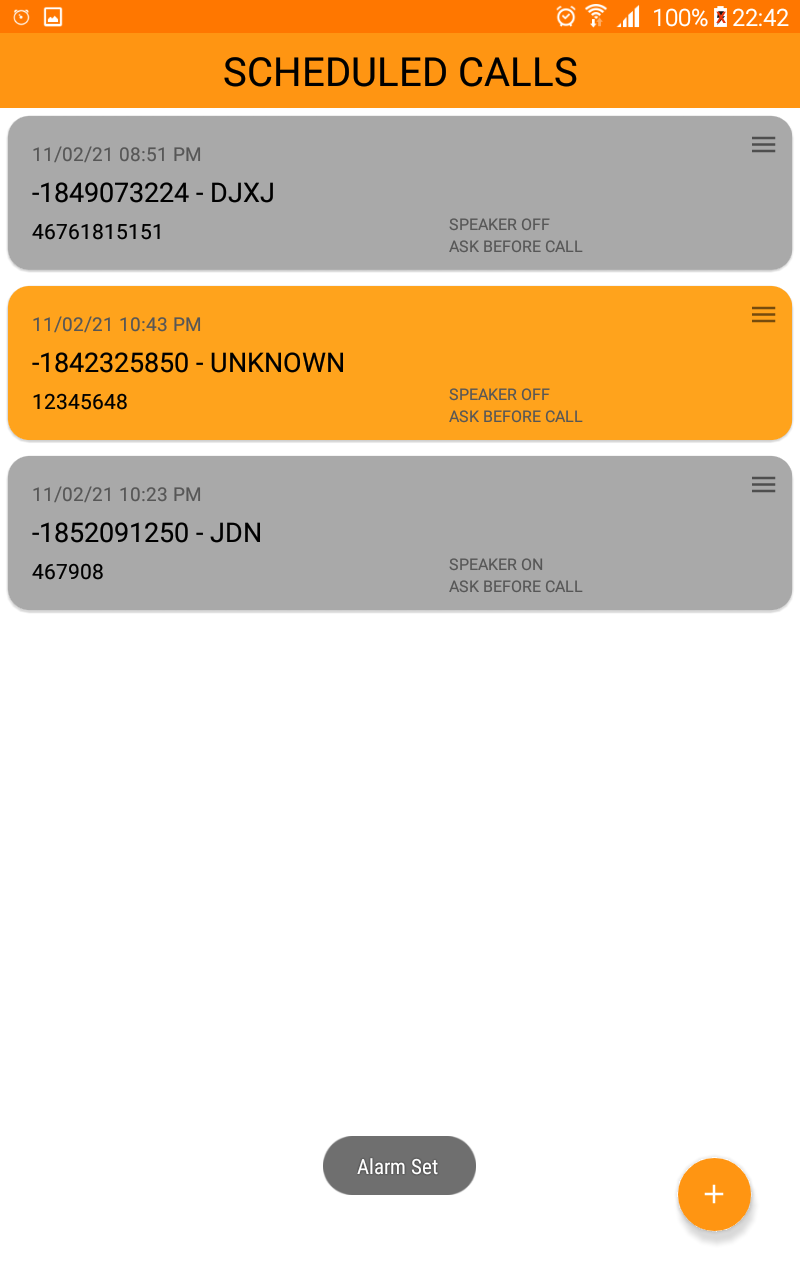 100% 22:42
SCHEDULED CALLS
11/02/21 08:51 PM
-1849073224 - DJXJ
46761815151
SPEAKER OFF
ASK BEFORE CALL
11/02/21 10:43 PM
-1842325850 - UNKNOWN
12345648
SPEAKER OFF
ASK BEFORE CALL
11/02/21 10:23 PM
-1852091250 - JDN
467908
SPEAKER ON
ASK BEFORE CALL
Alarm Set
+